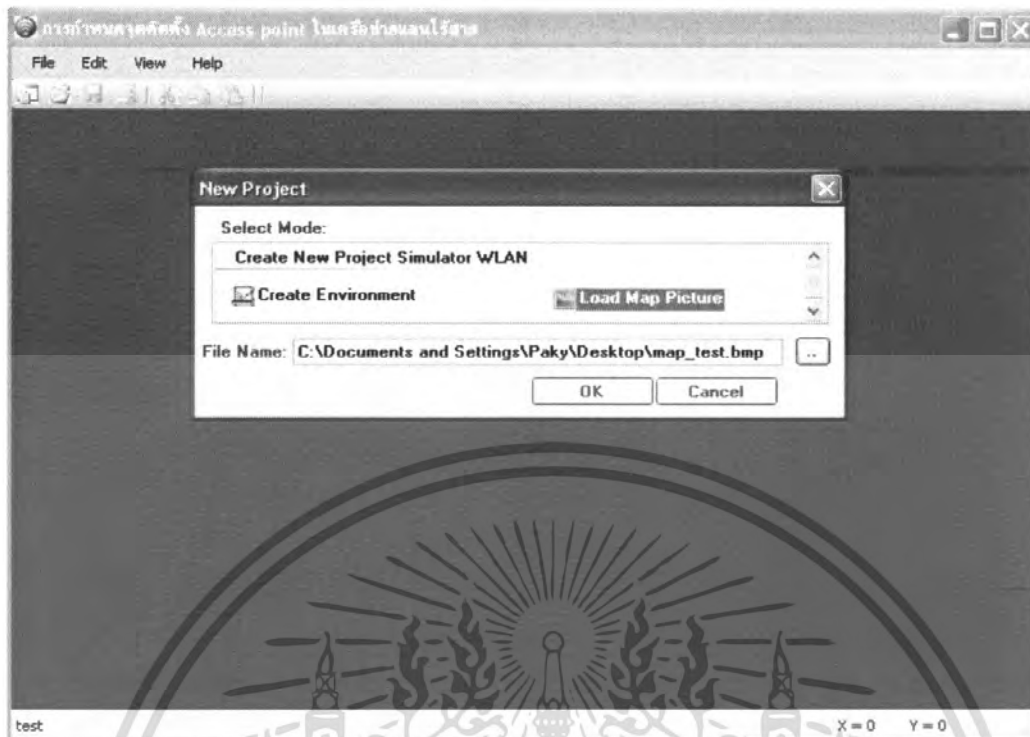 การกำหนดจุดติดตั้ง Access point ในเครือข่ายแลนไร้สาย
File Edit View Help
New Project
Select Mode:
Create New Project Simulator WLAN
Create Environment Load Map Picture
File Name: C:\Documents and Settings\Paky\Desktop\map_test.bmp ..
OK Cancel
test X = 0 Y = 0